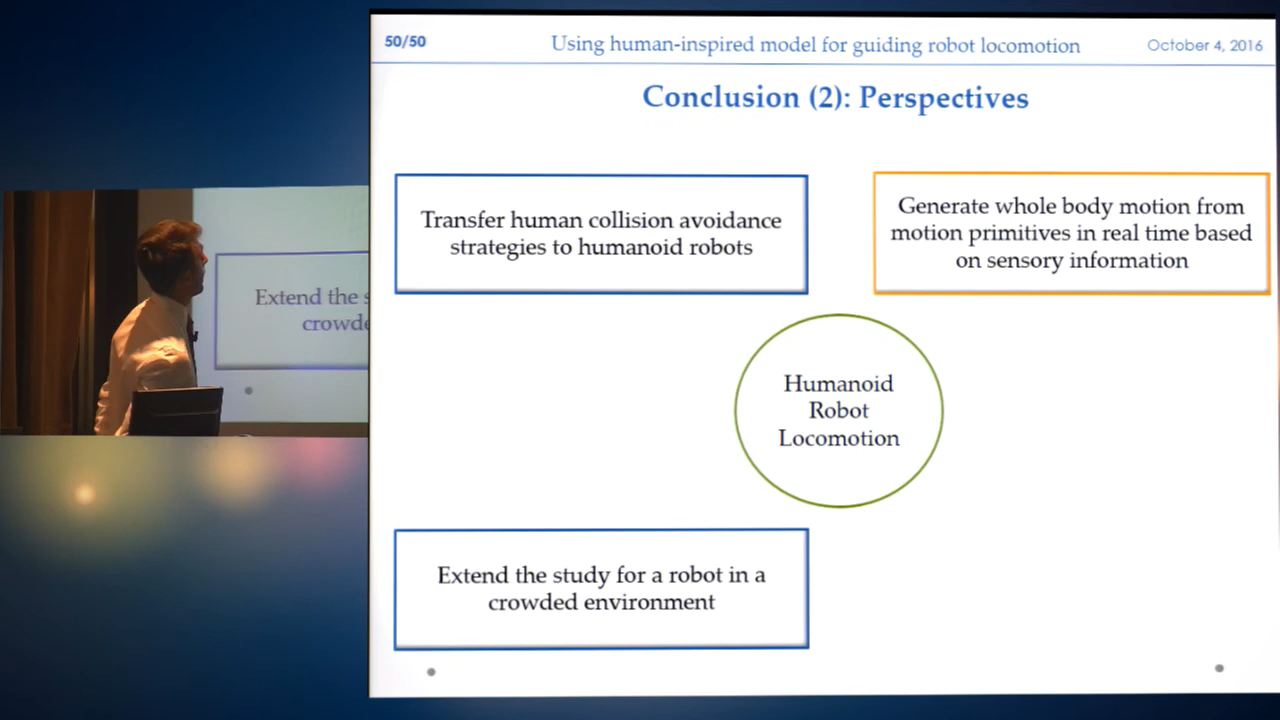 50/50
Using human-inspired model for guiding robot locomotion
October 4, 2016
Conclusion (2): Perspectives
Transfer human collision avoidance
strategies to humanoid robots
Generate whole body motion from
motion primitives in real time based
on sensory information
Humanoid
Robot
Locomotion
Extend the study for a robot in a
crowded environment
Extend the